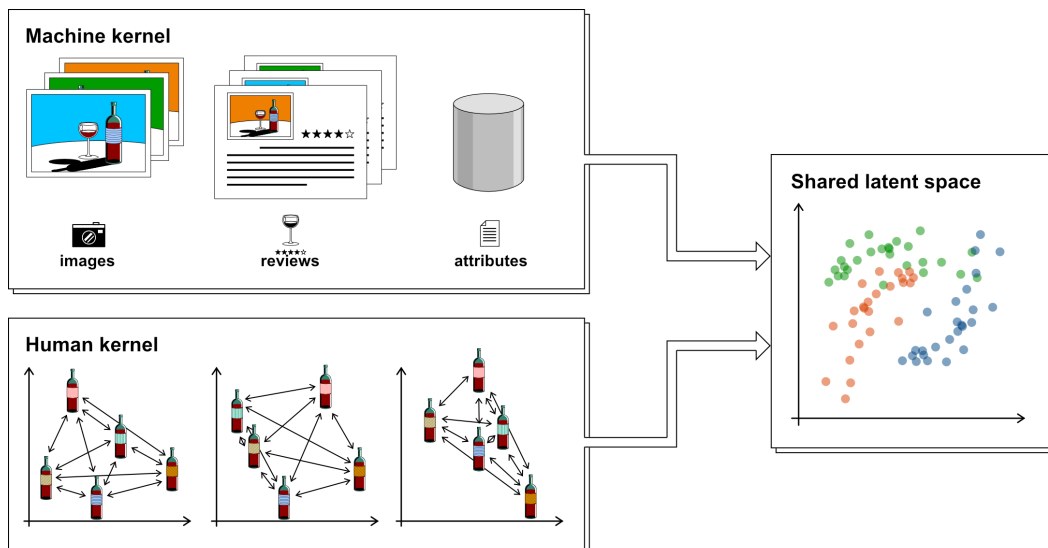 Machine kernel
images
reviews
attributes
Human kernel
Shared latent space